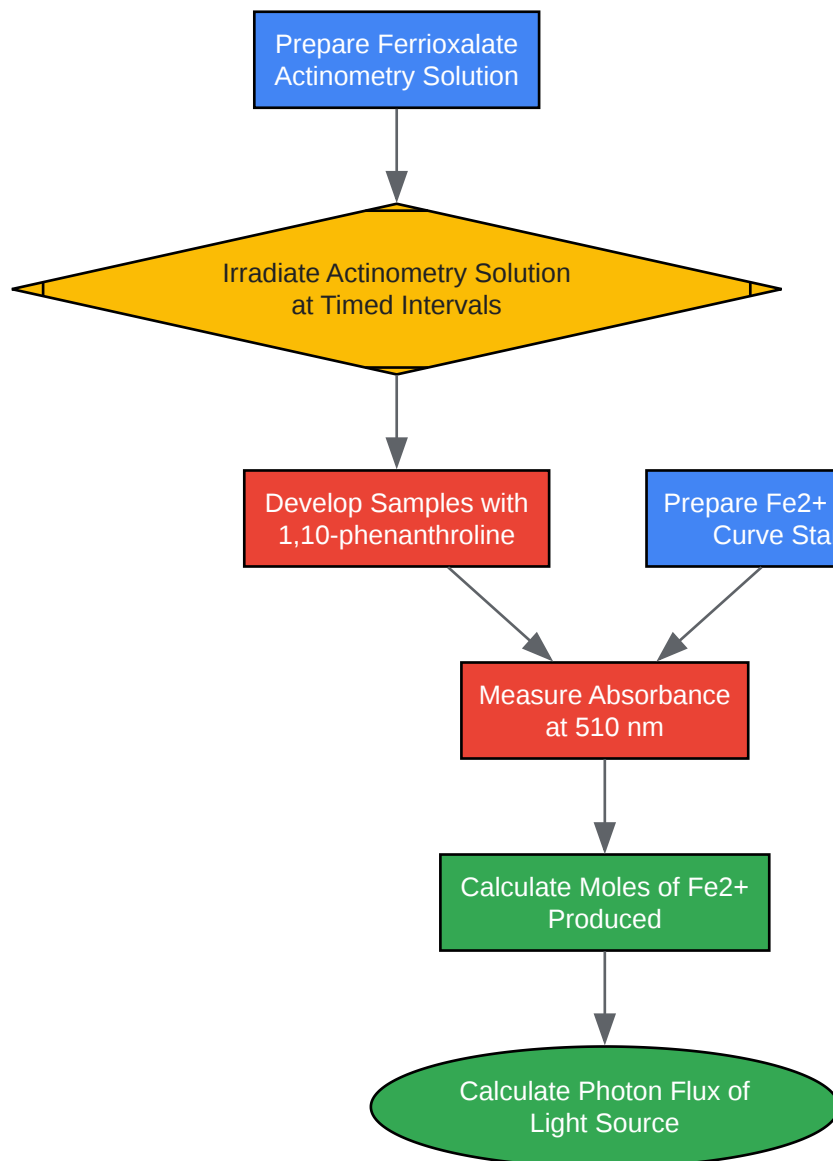 Prepare Ferrioxalate
Actinometry Solution
Irradiate Actinometry Solution
at Timed Intervals
Develop Samples with
1,10-phenanthroline
Prepare Fe2+
Curve
Measure Absorbance
at 510 nm
Calculate Moles of Fe2+
Produced
Calculate Photon Flux of
Light Source